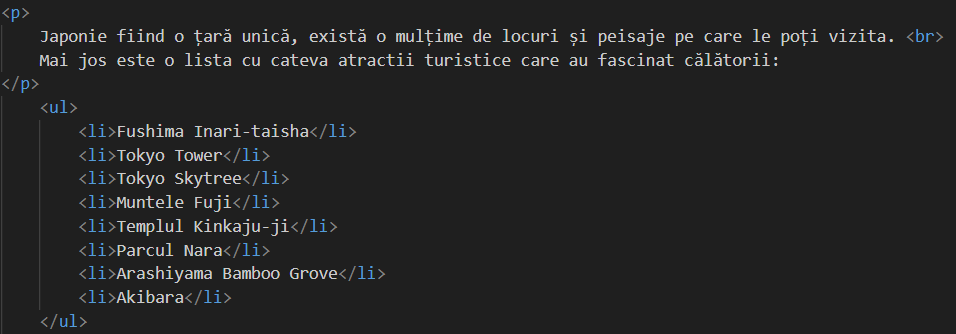 <p>
Japonie fiind o țară unică, există o mulțime de locuri și peisaje pe care le poți vizita. <br>
Mai jos este o lista cu cateva atractii turistice care au fascinat călătorii:
</p>
<ul>
<li>Fushima Inari-taisha</li>
<li>Tokyo Tower</li>
<li>Tokyo Skytree</li>
<li>Muntele Fuji</li>
<li>Templul Kinkaju-ji</li>
<li>Parcul Nara</li>
<li>Arashiyama Bamboo Grove</li>
<li>Akibara</li>
</ul>